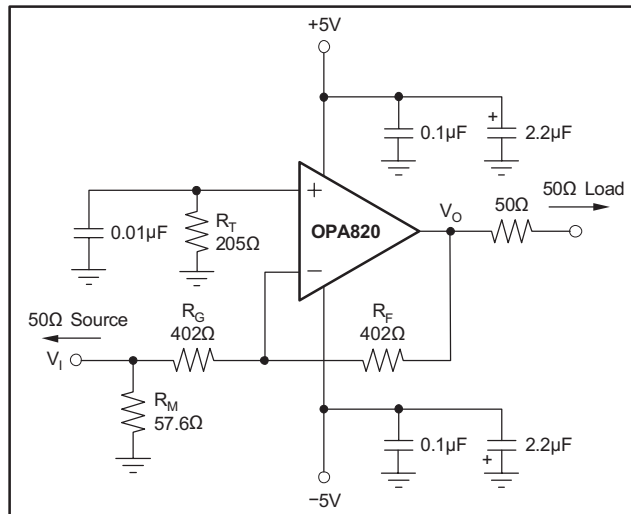 +5V
+
0.1µF
2.2µF
+
50Ω Load
V_O
50Ω
OPA820
0.01µF
R_T
205Ω
−
50Ω Source
R_G
402Ω
R_F
402Ω
V_I
R_M
57.6Ω
0.1µF
2.2µF
+
−5V